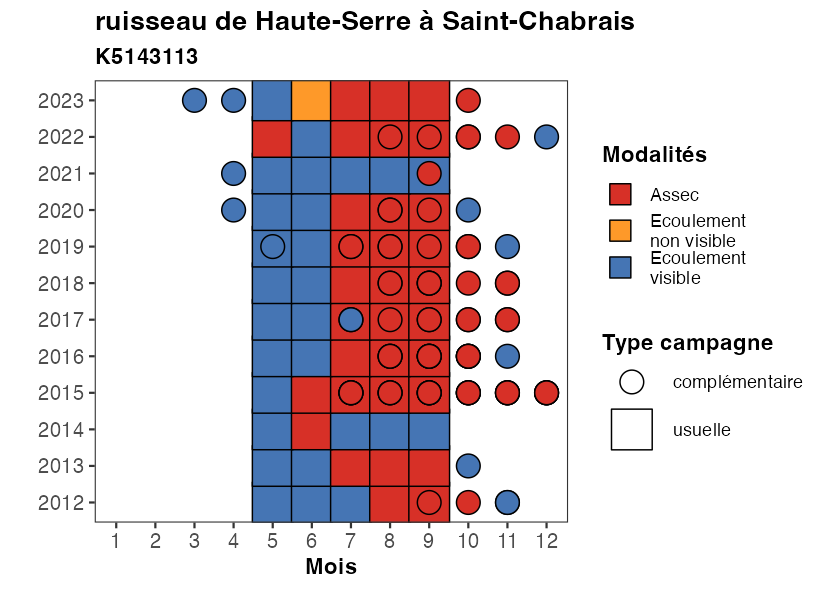 ruisseau de Haute-Serre à Saint-Chabrais
K5143113
2023
2022
2021
2020
2019
2018
2017
2016
2015
2014
2013
2012
1 2 3 4 5 6 7 8 9 10 11 12
Mois
Modalités
Assec
Ecoulement
non visible
Ecoulement
visible
Type campagne
complémentaire
usuelle